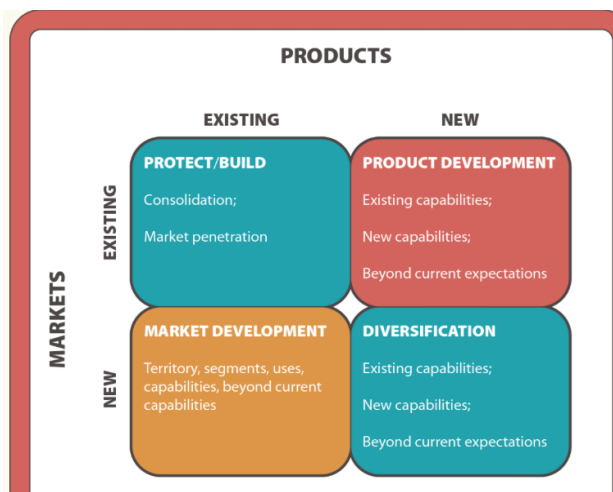 PRODUCTS
EXISTING
NEW
MARKETS
EXISTING
PROTECT/BUILD
Consolidation;
Market penetration
PRODUCT DEVELOPMENT
Existing capabilities;
New capabilities;
Beyond current expectations
NEW
MARKET DEVELOPMENT
Territory, segments, uses,
capabilities, beyond current
capabilities
DIVERSIFICATION
Existing capabilities;
New capabilities;
Beyond current expectations